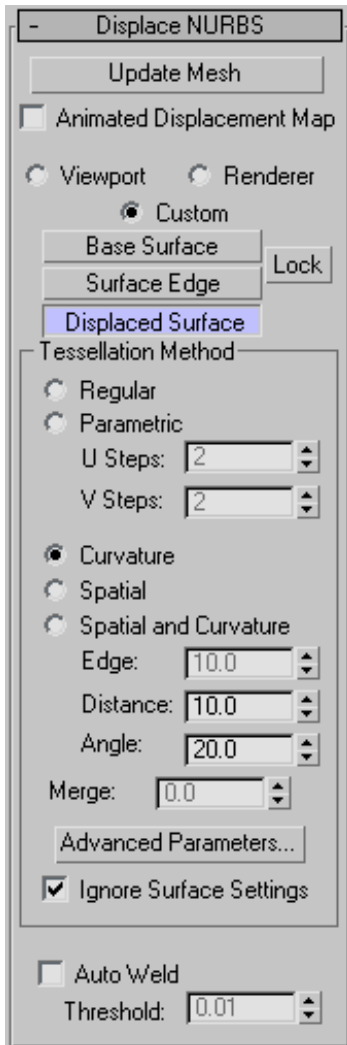 - Displace NURBS
Update Mesh
Animated Displacement Map
Viewport Renderer
Custom
Base Surface
Lock
Surface Edge
Displaced Surface
Tessellation Method
Regular
Parametric
U Steps: 2
V Steps: 2
Curvature
Spatial
Spatial and Curvature
Edge: 10.0
Distance: 10.0
Angle: 20.0
Merge: 0.0
Advanced Parameters...
Ignore Surface Settings
Auto Weld
Threshold: 0.01